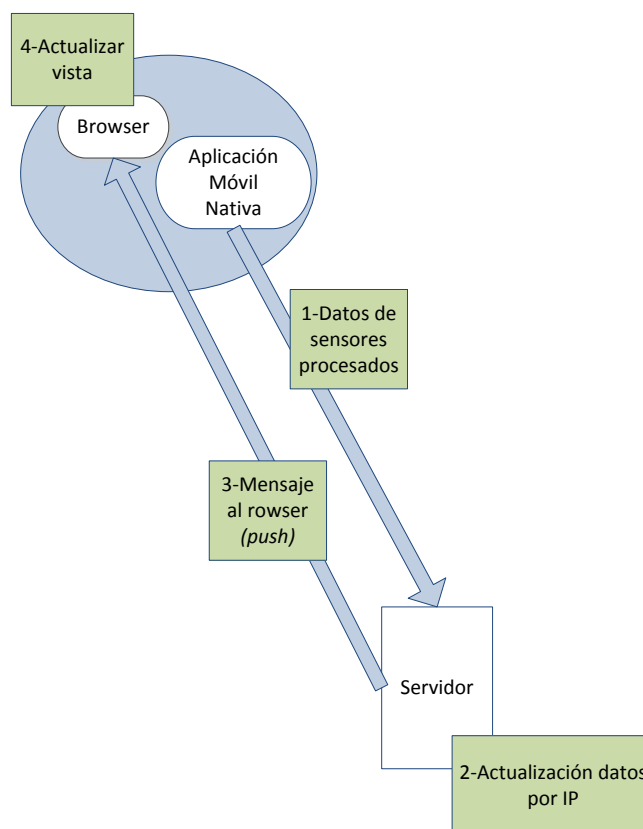 4-Actualizar
vista
Browser
Aplicación
Móvil
Nativa
1-Datos de
sensores
procesados
3-Mensaje
al rowser
(push)
Servidor
2-Actualización datos
por IP